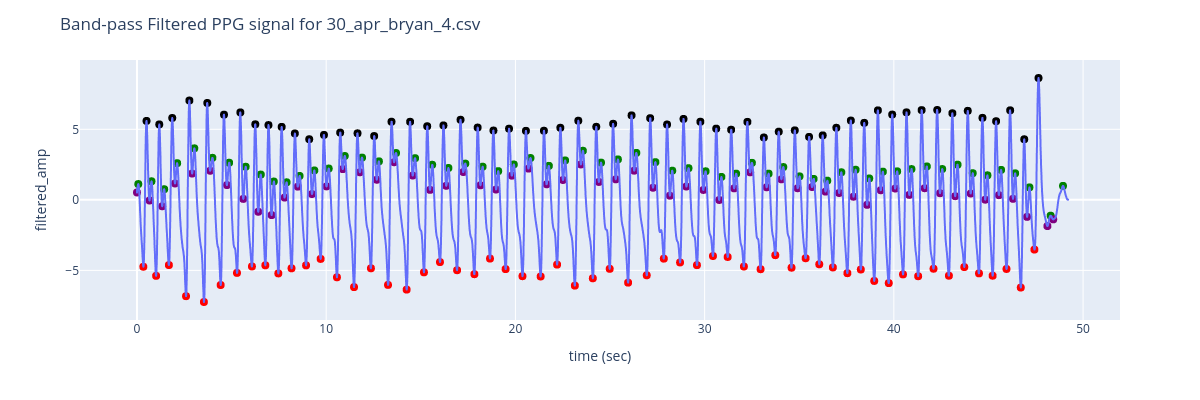 Band-pass Filtered PPG signal for 30_apr_bryan_4.csv
5
0
−5
filtered_amp
0 10 20 30 40 50
time (sec)